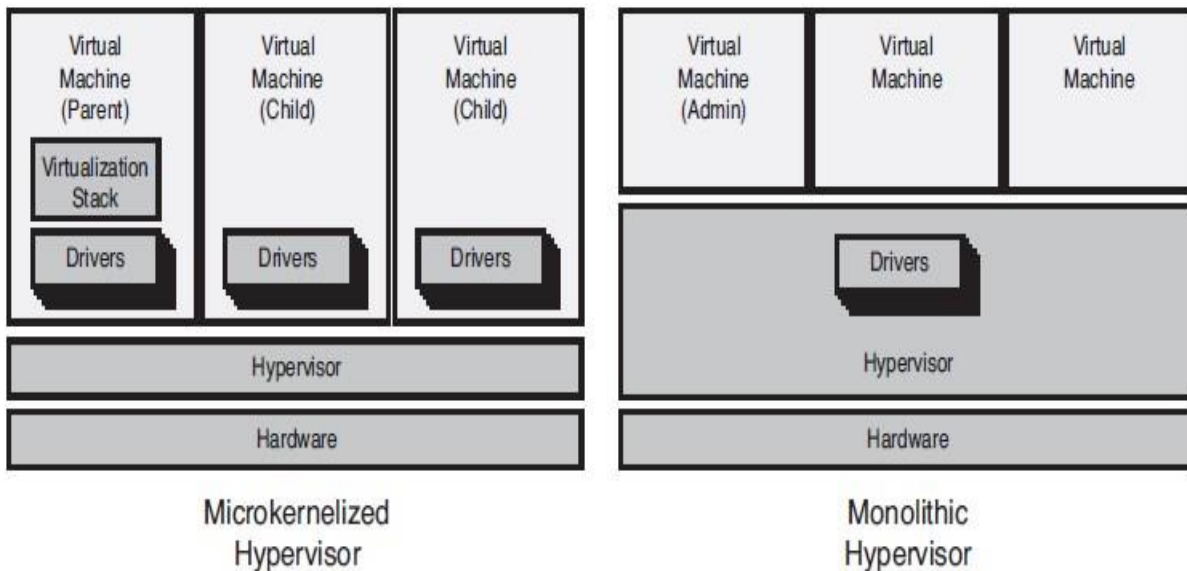 Virtual
Machine
(Parent)
Virtualization
Stack
Drivers
Virtual
Machine
(Child)
Drivers
Virtual
Machine
(Child)
Drivers
Hypervisor
Hardware
Microkernelized
Hypervisor
Virtual
Machine
(Admin)
Virtual
Machine
Virtual
Machine
Drivers
Hypervisor
Hardware
Monolithic
Hypervisor